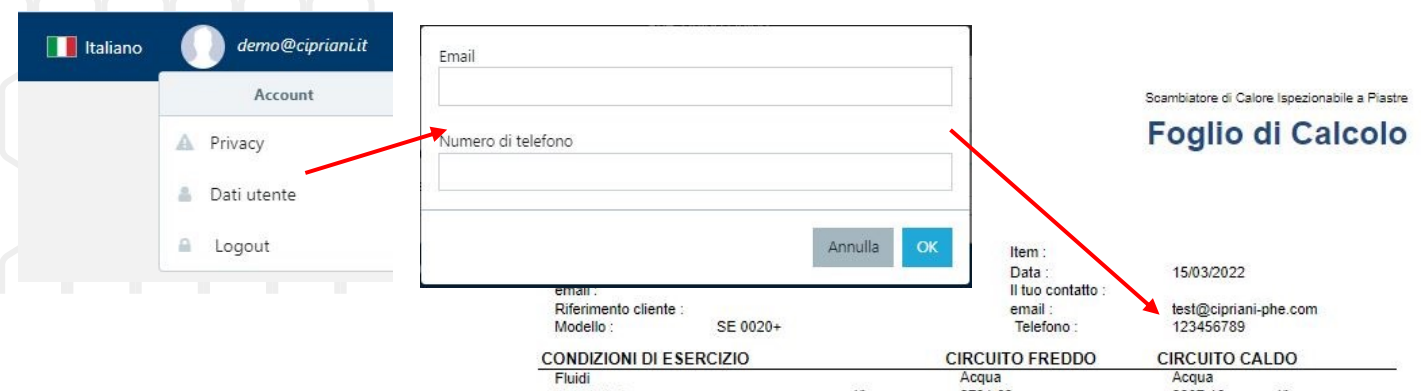 Italiano
demo@cipriani.it
Account
Privacy
Dati utente
Logout
Email
Numero di telefono
Annulla
OK
Scambiatore di Calore Ispezionabile a Piastre
Foglio di Calcolo
Item :
Data : 15/03/2022
Il tuo contatto :
email :
Riferimento cliente :
email : test@cipriani-phe.com
Modello : SE 0020+
Telefono : 123456789
CONDIZIONI DI ESERCIZIO CIRCUITO FREDDO CIRCUITO CALDO
Fluidi Acqua Acqua